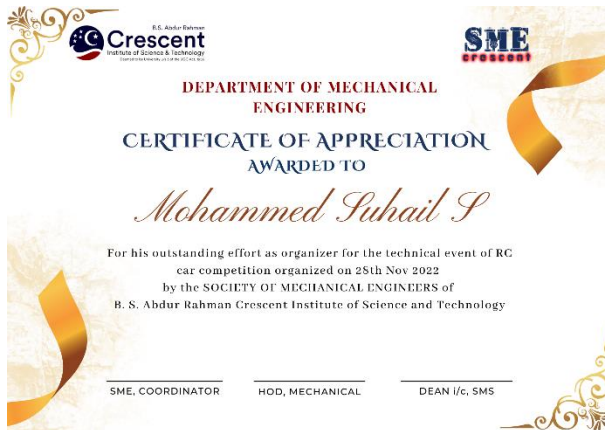 B.S. Abdur Rahman
Crescent
Institute of Science & Technology
SME
crescent
DEPARTMENT OF MECHANICAL
ENGINEERING
CERTIFICATE OF APPRECIATION
AWARDED TO
Mohammed Suhail S
For his outstanding effort as organizer for the technical event of RC
car competition organized on 28th Nov 2022
by the SOCIETY OF MECHANICAL ENGINEERS of
B. S. Abdur Rahman Crescent Institute of Science and Technology
SME, COORDINATOR
HOD, MECHANICAL
DEAN i/c, SMS